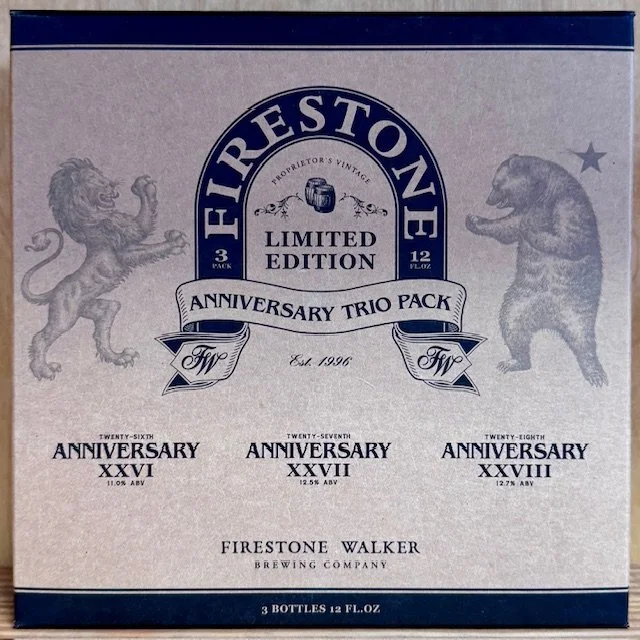 FIRESTONE
PROPRIETOR'S VINTAGE
LIMITED
EDITION
3
PACK
12
FL.OZ
ANNIVERSARY TRIO PACK
FW
Est. 1996
FW
TWENTY-SIXTH
ANNIVERSARY
XXVI
11.0% ABV
TWENTY-SEVENTH
ANNIVERSARY
XXVII
12.5% ABV
TWENTY-EIGHTH
ANNIVERSARY
XXVIII
12.7% ABV
FIRESTONE WALKER
BREWING COMPANY
3 BOTTLES 12 FL.OZ